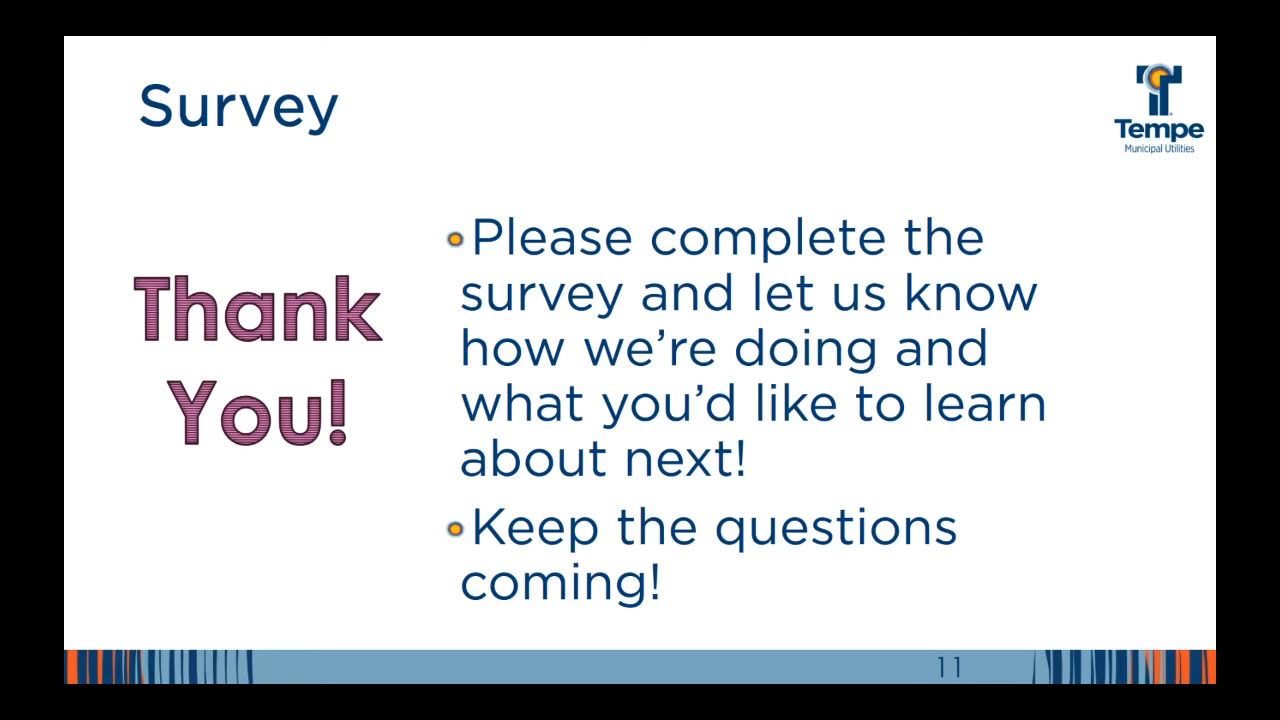 Survey
Tempe
Municipal Utilities
Thank
You!
Please complete the
survey and let us know
how we’re doing and
what you’d like to learn
about next!
Keep the questions
coming!
11